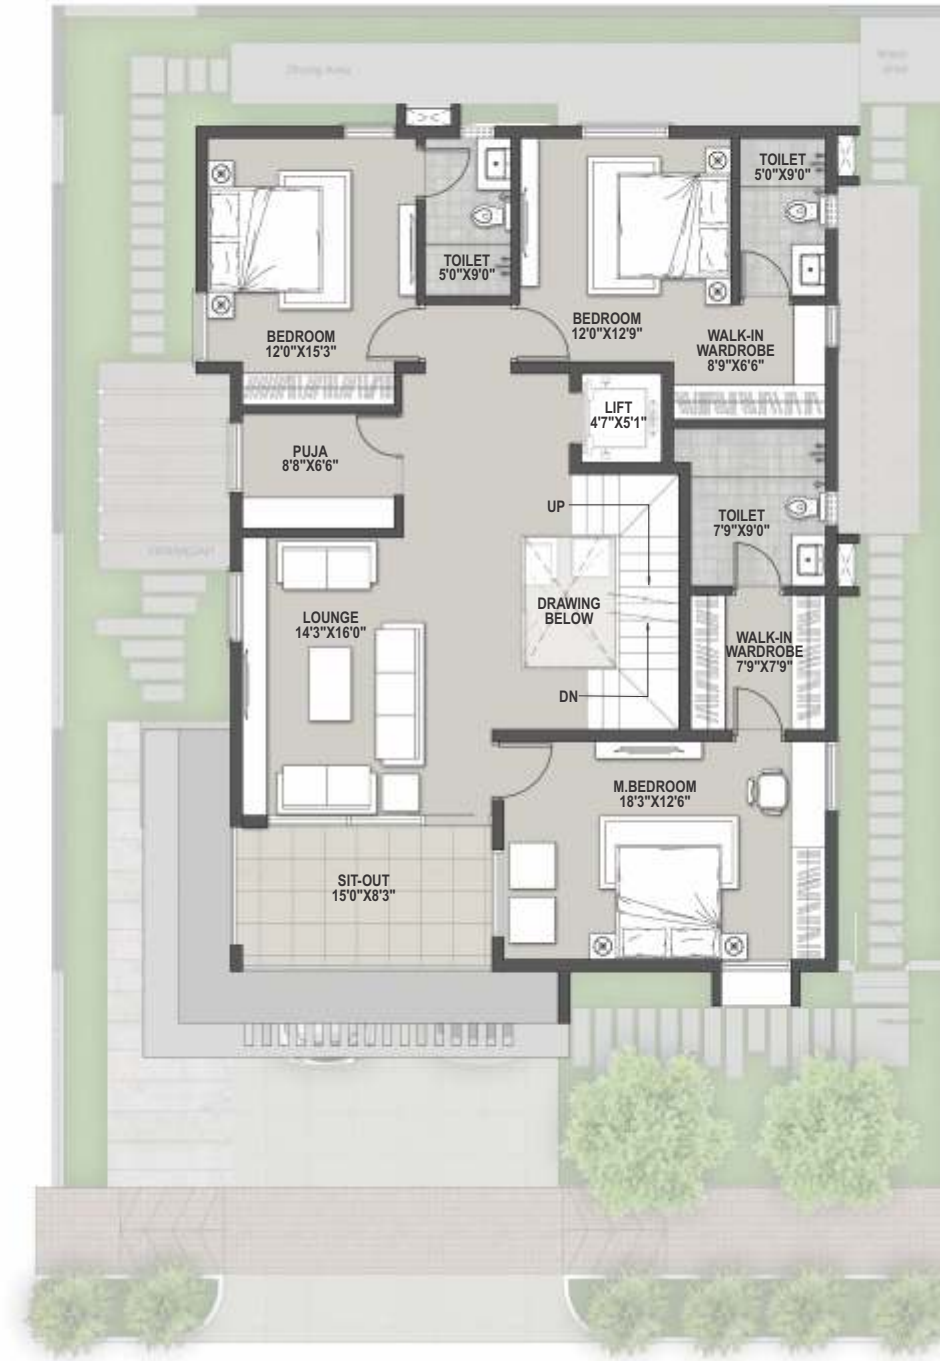 Drying Area
TOILET
5'0"X9'0"
TOILET
5'0"X9'0"
BEDROOM
12'0"X15'3"
BEDROOM
12'0"X12'9"
WALK-IN
WARDROBE
8'9"X6'6"
LIFT
4'7"X5'1"
PUJA
8'8"X6'6"
UP
TOILET
7'9"X9'0"
LOUNGE
14'3"X16'0"
DRAWING
BELOW
WALK-IN
WARDROBE
7'9"X7'9"
DN
M.BEDROOM
18'3"X12'6"
SIT-OUT
15'0"X8'3"